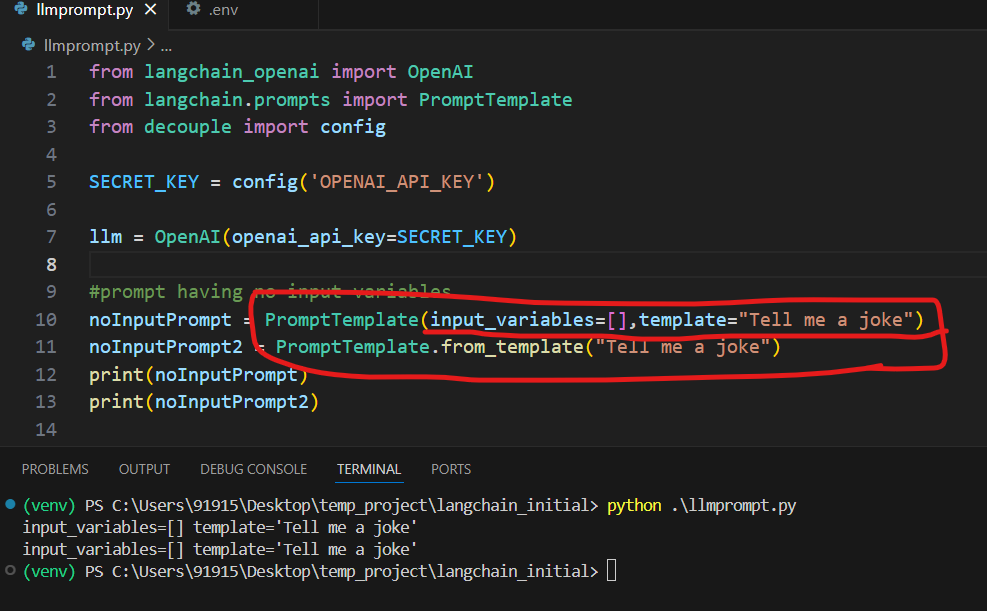 llmprompt.py
.env
llmprompt.py > ...
1 from langchain_openai import OpenAI
2 from langchain.prompts import PromptTemplate
3 from decouple import config
4
5 SECRET_KEY = config('OPENAI_API_KEY')
6
7 llm = OpenAI(openai_api_key=SECRET_KEY)
8
9 #prompt having no input variables
10 noInputPrompt = PromptTemplate(input_variables=[],template="Tell me a joke")
11 noInputPrompt2 = PromptTemplate.from_template("Tell me a joke")
12 print(noInputPrompt)
13 print(noInputPrompt2)
14
PROBLEMS OUTPUT DEBUG CONSOLE TERMINAL PORTS
(venv) PS C:\Users\91915\Desktop\temp_project\langchain_initial> python .\llmprompt.py
input_variables=[] template='Tell me a joke'
input_variables=[] template='Tell me a joke'
(venv) PS C:\Users\91915\Desktop\temp_project\langchain_initial>